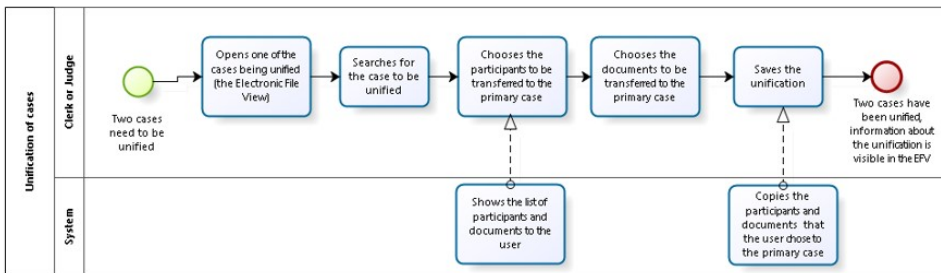 Unification of cases
Clerk or Judge
Two cases
need to be
unified
Opens one of the
cases being unified
(the Electronic File
View)
Searches for
the case to be
unified
Chooses the
participants to be
transferred to the
primary case
Chooses the
documents to be
transferred to the
primary case
Saves the
unification
Two cases have
been unified,
information about
the unification is
visible in the EFV
System
Shows the list of
participants and
documents to the
user
Copies the
participants and
documents that
the user chose to
the primary case